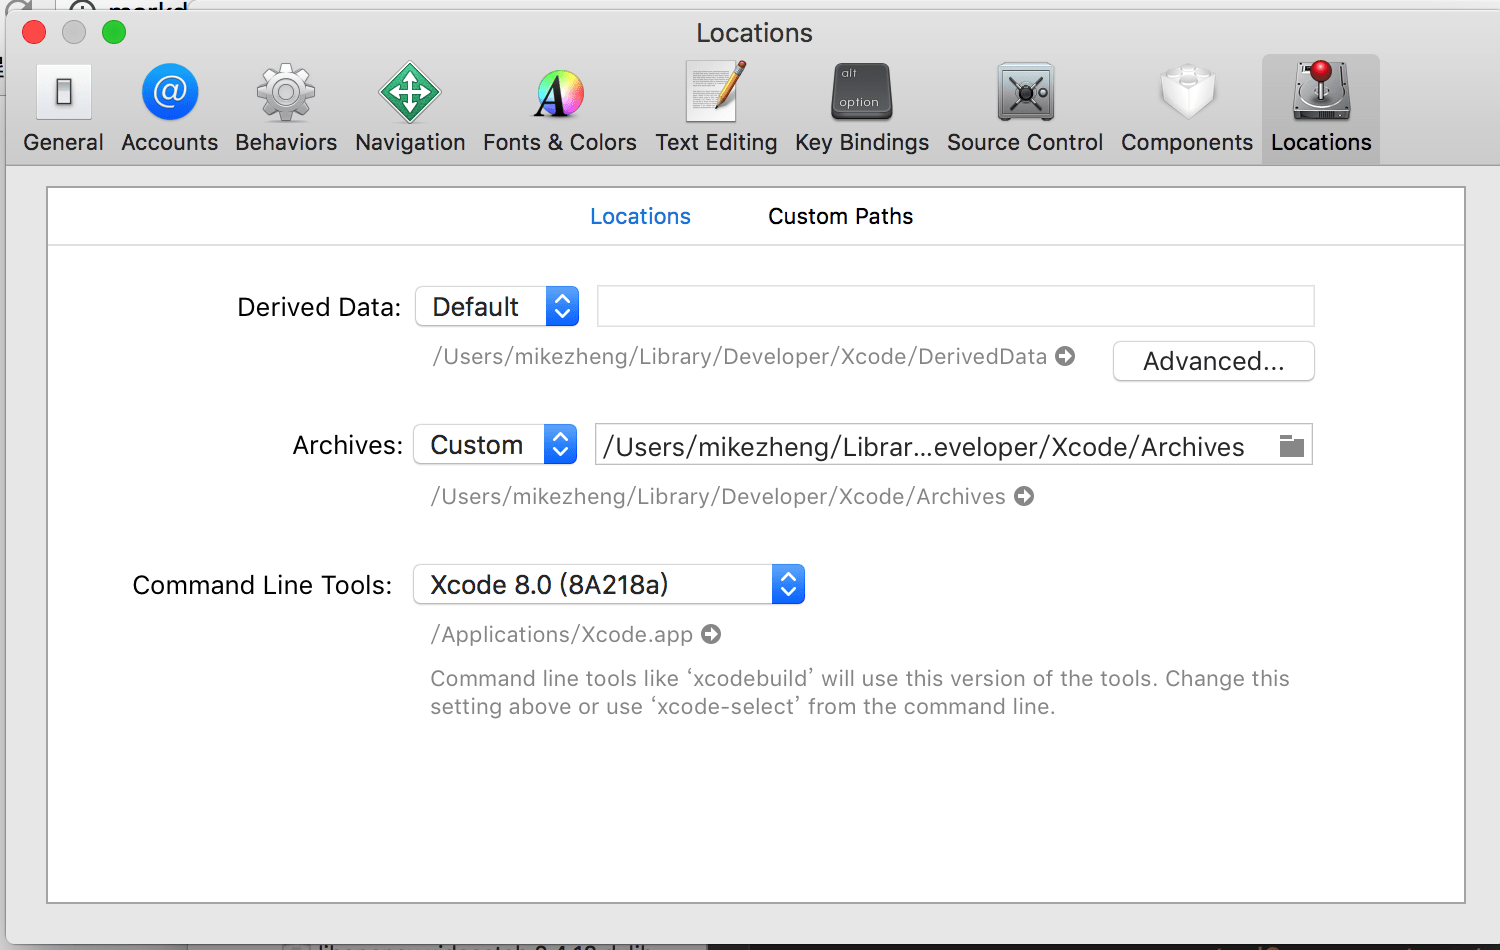 Locations
alt
option
General Accounts Behaviors Navigation Fonts & Colors Text Editing Key Bindings Source Control Components Locations
Locations Custom Paths
Derived Data: Default
/Users/mikezheng/Library/Developer/Xcode/DerivedData
Advanced...
Archives: Custom /Users/mikezheng/Librar...eveloper/Xcode/Archives
/Users/mikezheng/Library/Developer/Xcode/Archives
Command Line Tools: Xcode 8.0 (8A218a)
/Applications/Xcode.app
Command line tools like ‘xcodebuild’ will use this version of the tools. Change this
setting above or use ‘xcode-select’ from the command line.